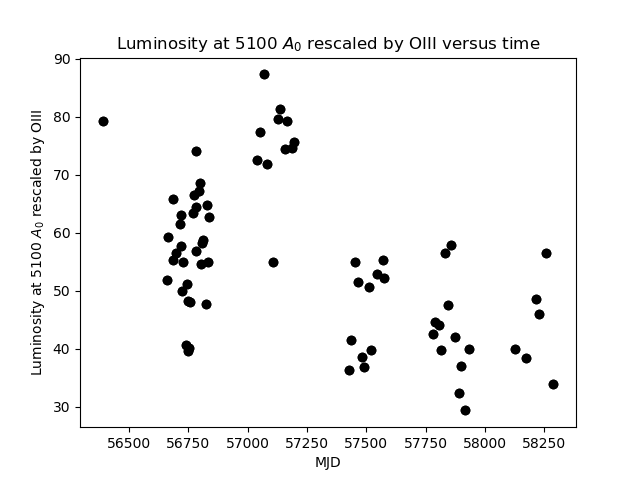 Luminosity at 5100 A₀ rescaled by OIII versus time
Luminosity at 5100 A₀ rescaled by OIII
90
80
70
60
50
40
30
56500 56750 57000 57250 57500 57750 58000 58250
MJD